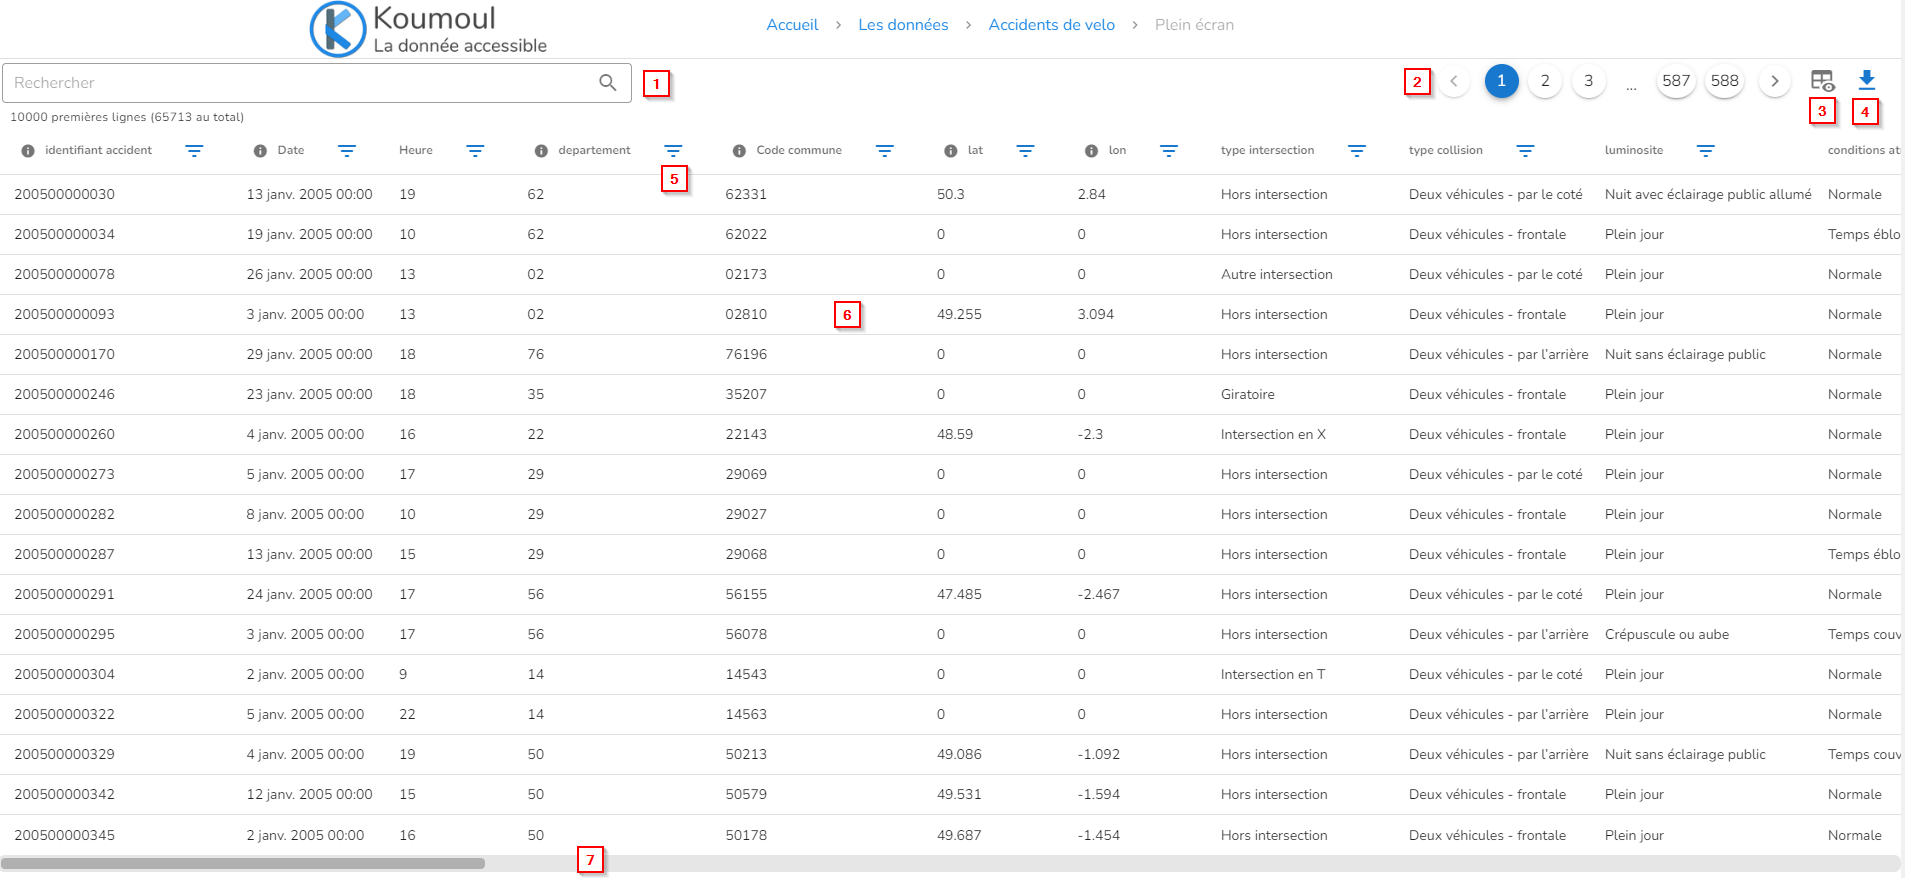 Koumoul
La donnée accessible
Accueil > Les données > Accidents de velo > Plein écran
Rechercher 1 2 1 2 3 ... 587 588
3 4
10000 premières lignes (65713 au total)
identifiant accident Date Heure departement Code commune lat lon type intersection type collision luminosite conditions at
5
200500000030 13 janv. 2005 00:00 19 62 62331 50.3 2.84 Hors intersection Deux véhicules - par le coté Nuit avec éclairage public allumé Normale
200500000034 19 janv. 2005 00:00 10 62 62022 0 0 Hors intersection Deux véhicules - frontale Plein jour Temps éblo
200500000078 26 janv. 2005 00:00 13 02 02173 0 0 Autre intersection Deux véhicules - par le coté Plein jour Normale
200500000093 3 janv. 2005 00:00 13 02 02810 6 49.255 3.094 Hors intersection Deux véhicules - frontale Plein jour Normale
200500000170 29 janv. 2005 00:00 18 76 76196 0 0 Hors intersection Deux véhicules - par l'arrière Nuit sans éclairage public Normale
200500000246 23 janv. 2005 00:00 18 35 35207 0 0 Giratoire Deux véhicules - frontale Plein jour Normale
200500000260 4 janv. 2005 00:00 16 22 22143 48.59 -2.3 Intersection en X Deux véhicules - frontale Plein jour Normale
200500000273 5 janv. 2005 00:00 17 29 29069 0 0 Hors intersection Deux véhicules - par le coté Plein jour Normale
200500000282 8 janv. 2005 00:00 10 29 29027 0 0 Hors intersection Deux véhicules - frontale Plein jour Normale
200500000287 13 janv. 2005 00:00 15 29 29068 0 0 Hors intersection Deux véhicules - frontale Plein jour Temps éblo
200500000291 24 janv. 2005 00:00 17 56 56155 47.485 -2.467 Hors intersection Deux véhicules - par le coté Plein jour Normale
200500000295 3 janv. 2005 00:00 17 56 56078 0 0 Hors intersection Deux véhicules - par l'arrière Crépuscule ou aube Temps couv
200500000304 2 janv. 2005 00:00 9 14 14543 0 0 Intersection en T Deux véhicules - par le coté Plein jour Normale
200500000322 5 janv. 2005 00:00 22 14 14563 0 0 Hors intersection Deux véhicules - par l'arrière Plein jour Normale
200500000329 4 janv. 2005 00:00 19 50 50213 49.086 -1.092 Hors intersection Deux véhicules - par l'arrière Nuit sans éclairage public Temps couv
200500000342 12 janv. 2005 00:00 15 50 50579 49.531 -1.594 Hors intersection Deux véhicules - frontale Plein jour Normale
200500000345 2 janv. 2005 00:00 16 50 50178 49.687 -1.454 Hors intersection Deux véhicules - frontale Plein jour Normale
7